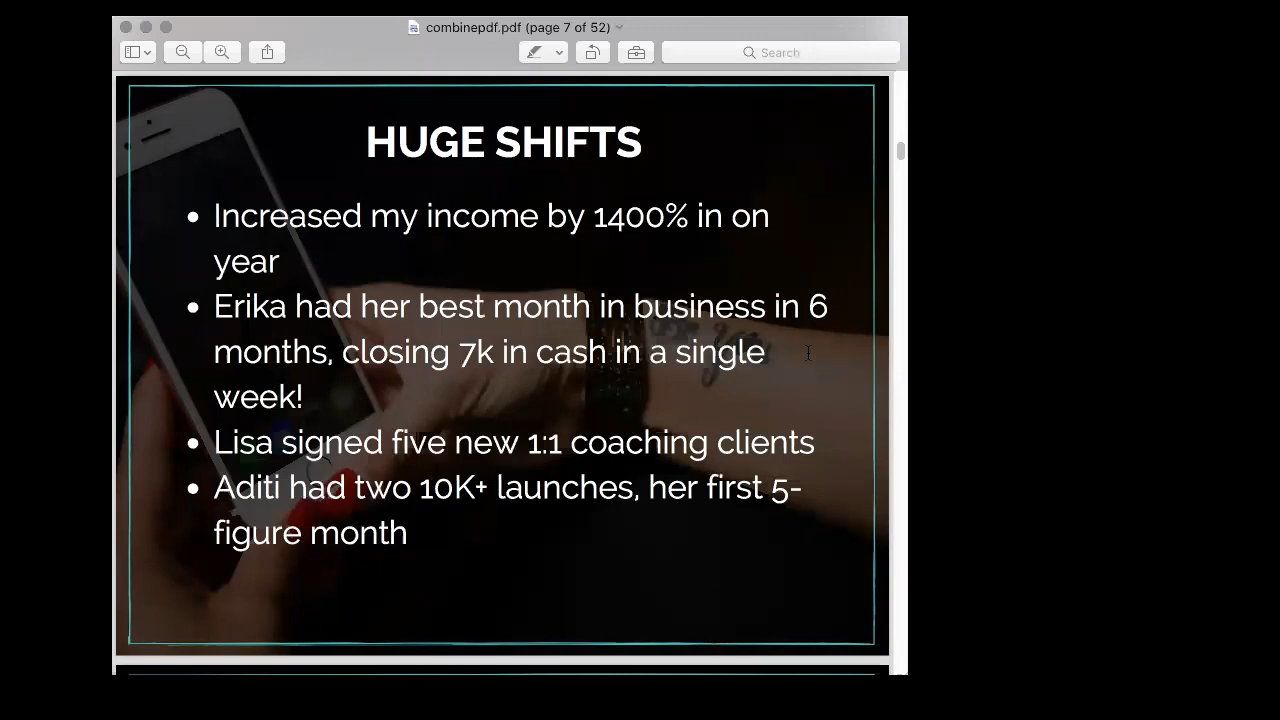 combinepdf.pdf (page 7 of 52)
Search
HUGE SHIFTS
• Increased my income by 1400% in on
year
• Erika had her best month in business in 6
months, closing 7k in cash in a single
week!
• Lisa signed five new 1:1 coaching clients
• Aditi had two 10K+ launches, her first 5-
figure month